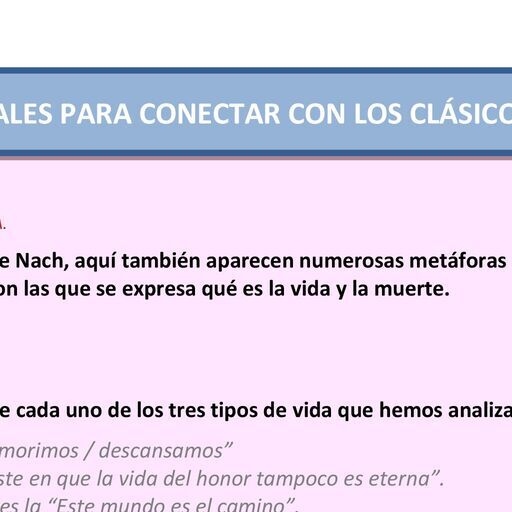 ALES PARA CONECTAR CON LOS CLÁSICO
A.
e Nach, aquí también aparecen numerosas metáforas
on las que se expresa qué es la vida y la muerte.
e cada uno de los tres tipos de vida que hemos analiza
morimos / descansamos”
ste en que la vida del honor tampoco es eterna”.
es la “Este mundo es el camino”.